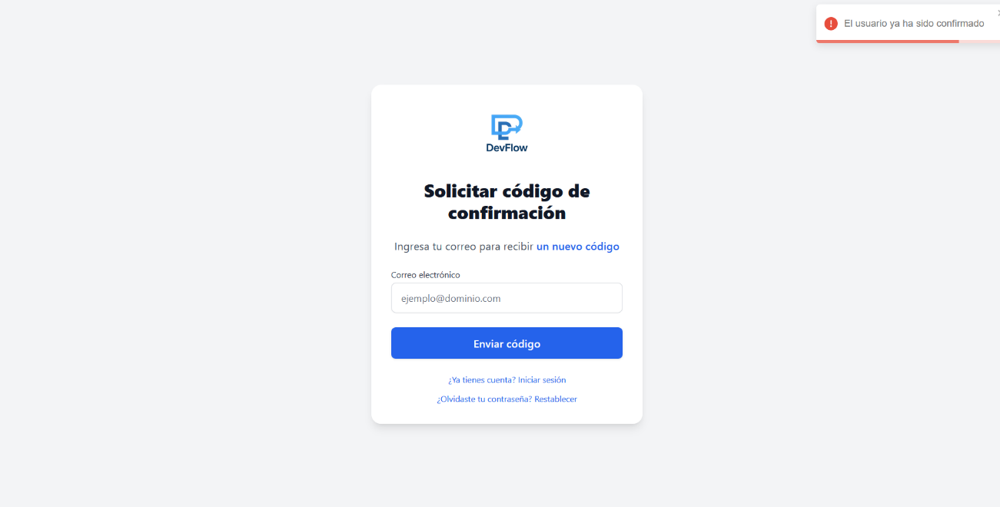 El usuario ya ha sido confirmado
DevFlow
Solicitar código de
confirmación
Ingresa tu correo para recibir un nuevo código
Correo electrónico
ejemplo@dominio.com
Enviar código
¿Ya tienes cuenta? Iniciar sesión
¿Olvidaste tu contraseña? Restablecer